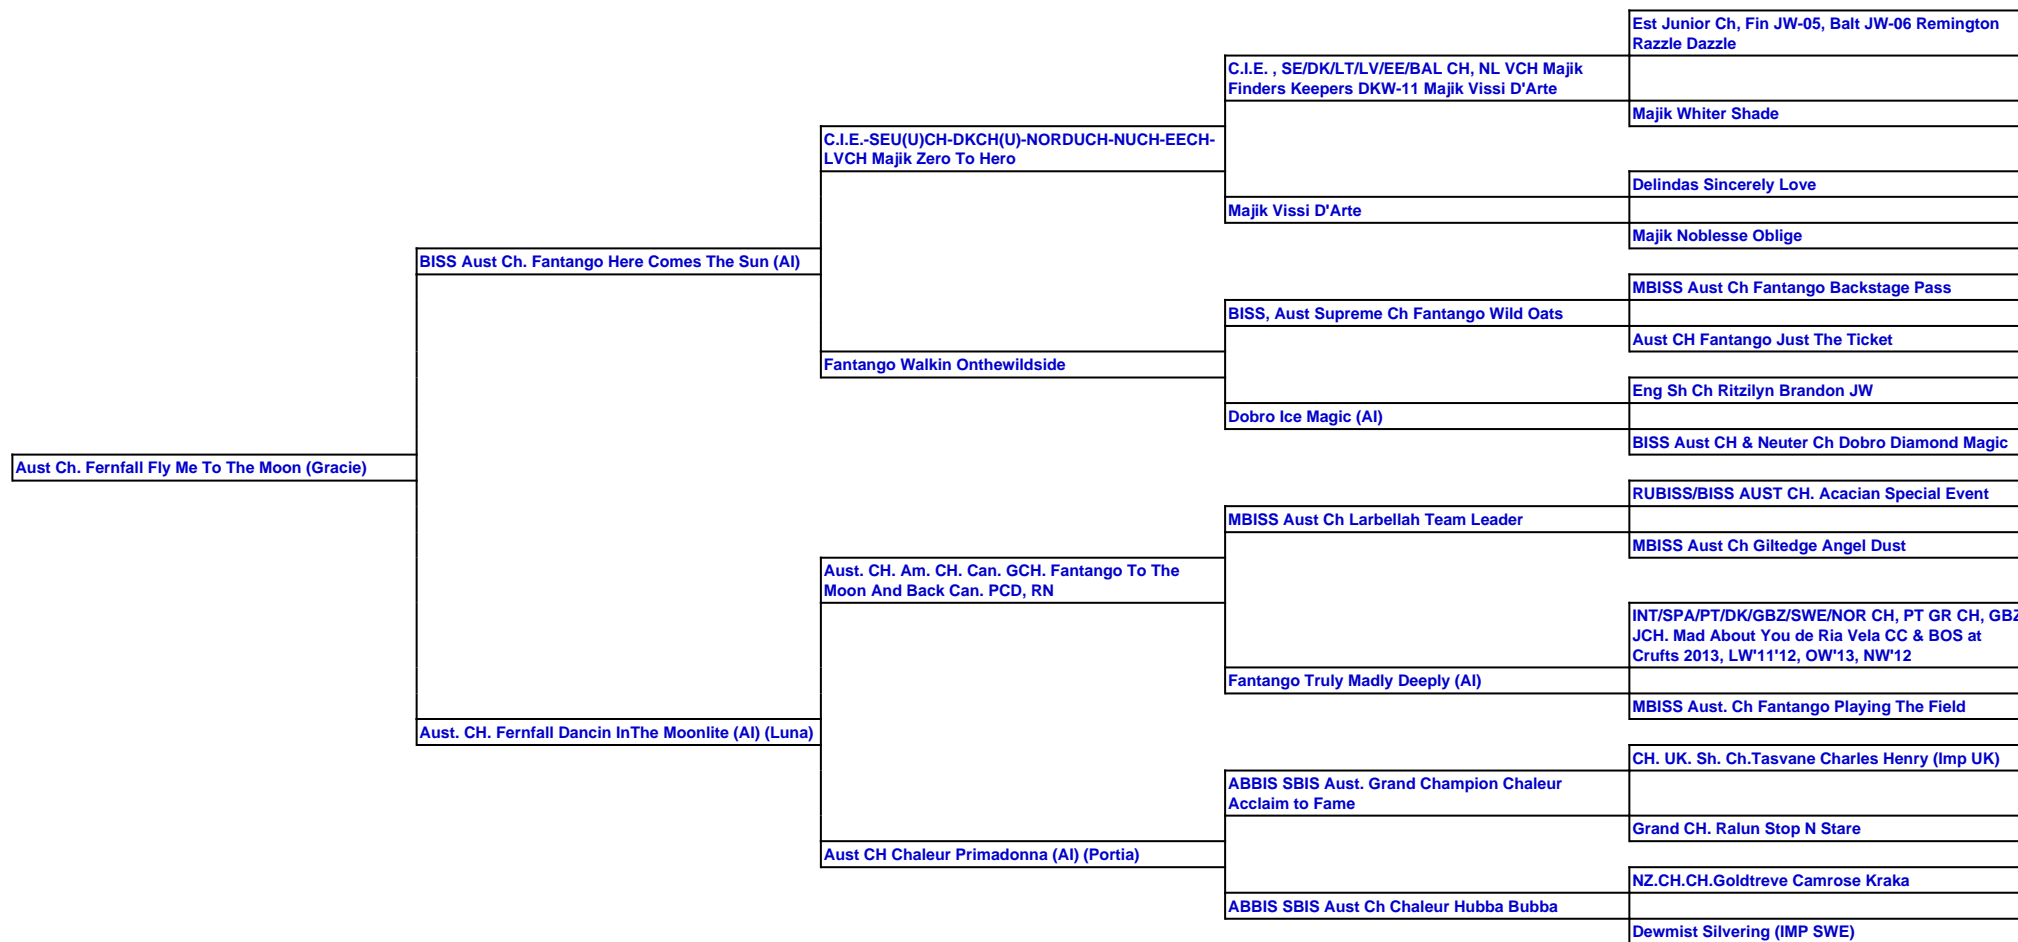 Est Junior Ch, Fin JW-05, Balt JW-06 Remington
Razzle Dazzle
C.I.E. , SE/DK/LT/LV/EE/BAL CH, NL VCH Majik
Finders Keepers DKW-11 Majik Vissi D'Arte
Majik Whiter Shade
C.I.E.-SEU(U)CH-DKCH(U)-NORDUCH-NUCH-EECH-
LVCH Majik Zero To Hero
Delindas Sincerely Love
Majik Vissi D'Arte
Majik Noblesse Oblige
BISS Aust Ch. Fantango Here Comes The Sun (AI)
MBISS Aust Ch Fantango Backstage Pass
BISS, Aust Supreme Ch Fantango Wild Oats
Aust CH Fantango Just The Ticket
Fantango Walkin Onthewildside
Eng Sh Ch Ritzilyn Brandon JW
Dobro Ice Magic (AI)
BISS Aust CH & Neuter Ch Dobro Diamond Magic
Aust Ch. Fernfall Fly Me To The Moon (Gracie)
RUBISS/BISS AUST CH. Acacian Special Event
MBISS Aust Ch Larbellah Team Leader
MBISS Aust Ch Giltedge Angel Dust
Aust. CH. Am. CH. Can. GCH. Fantango To The
Moon And Back Can. PCD, RN
INT/SPA/PT/DK/GBZ/SWE/NOR CH, PT GR CH, GBZ
JCH. Mad About You de Ria Vela CC & BOS at
Crufts 2013, LW'11'12, OW'13, NW'12
Fantango Truly Madly Deeply (AI)
MBISS Aust. Ch Fantango Playing The Field
Aust. CH. Fernfall Dancin InThe Moonlite (AI) (Luna)
CH. UK. Sh. Ch.Tasvane Charles Henry (Imp UK)
ABBIS SBIS Aust. Grand Champion Chaleur
Acclaim to Fame
Grand CH. Ralun Stop N Stare
Aust CH Chaleur Primadonna (AI) (Portia)
NZ.CH.CH.Goldtreve Camrose Kraka
ABBIS SBIS Aust Ch Chaleur Hubba Bubba
Dewmist Silvering (IMP SWE)